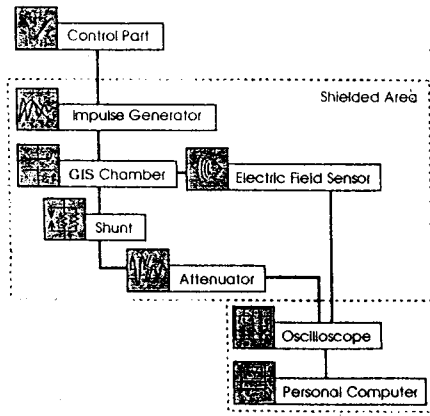 Control Part
Shielded Area
Impulse Generator
GIS Chamber
Electric Field Sensor
Shunt
Attenuator
Oscilloscope
Personal Computer